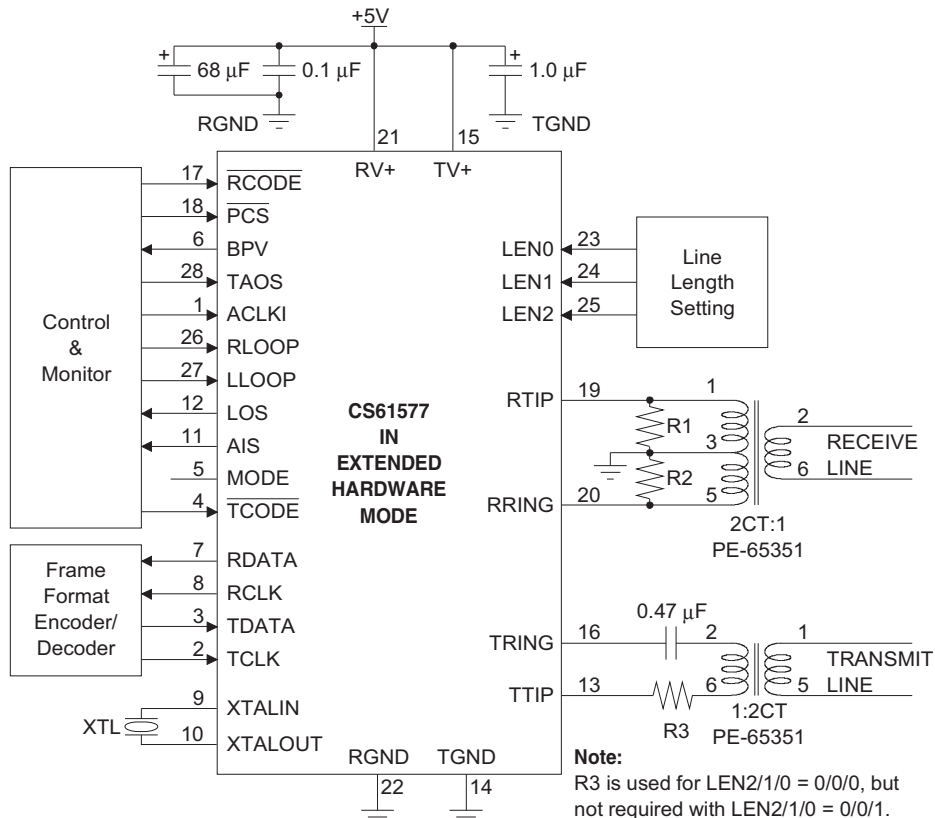 +5V
+
68 μF
0.1 μF
+
1.0 μF
RGND
TGND
21
15
RV+
TV+
Control
&
Monitor
17
RCODE
18
PCS
6
BPV
28
TAOS
1
ACLKI
26
RLOOP
27
LLOOP
12
LOS
11
AIS
5
MODE
4
TCODE
Frame
Format
Encoder/
Decoder
7
RDATA
8
RCLK
3
TDATA
2
TCLK
XTL
9
XTALIN
10
XTALOUT
CS61577
IN
EXTENDED
HARDWARE
MODE
LEN0
23
LEN1
24
LEN2
25
Line
Length
Setting
RTIP
19
R1
R2
RRING
20
1
3
5
2
6
RECEIVE
LINE
2CT:1
PE-65351
0.47 μF
TRING
16
TTIP
13
R3
2
6
1
5
TRANSMIT
LINE
1:2CT
PE-65351
RGND
22
TGND
14
Note:
R3 is used for LEN2/1/0 = 0/0/0, but
not required with LEN2/1/0 = 0/0/1.